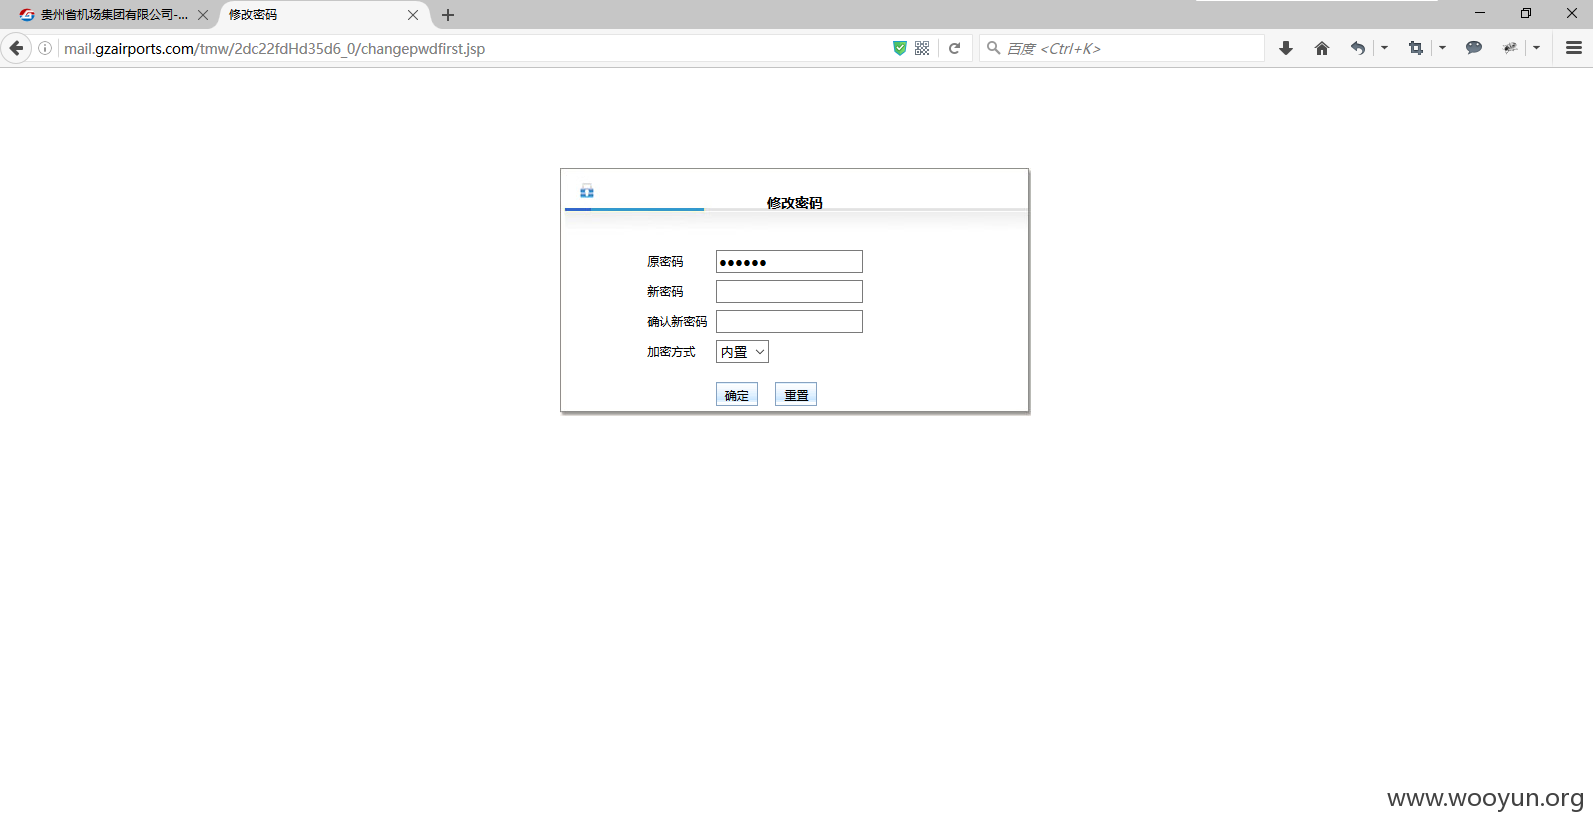 贵州省机场集团有限公司-...
修改密码
mail.gzairports.com/tmw/2dc22fdHd35d6_0/changepwdfirst.jsp
百度 <Ctrl+K>
修改密码
原密码 ●●●●●●
新密码
确认新密码
加密方式 内置
确定 重置
www.wooyun.org